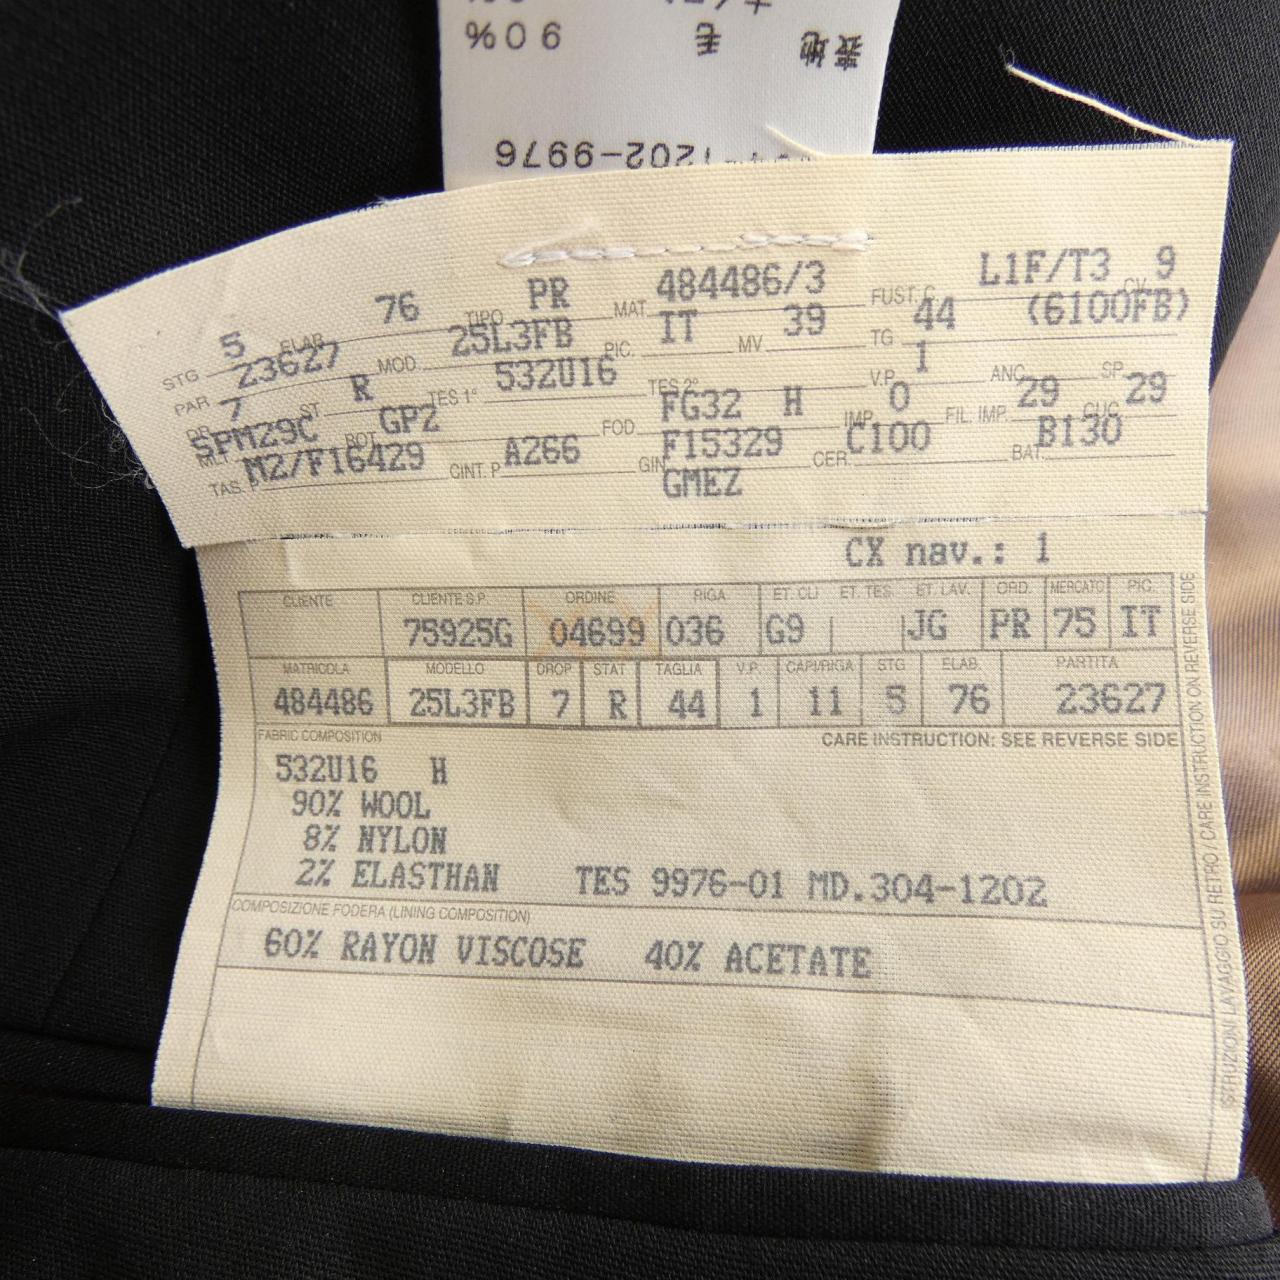 表地 毛 90%
1202-9976
5 76 PR 484486/3 L1F/T3 9
STG ELAB. TIPO MAT. FUST.C CV.
23627 25L3FB IT 39 44 (6100FB)
PAR MOD. PIC. MV TG
7 R 532U16 1
DR ST. TES 1° TES 2° V.P. ANC. SP.
SPM29C GP2 FG32 H 0 29 29
MLT BOT. FOD IMP. FIL. IMP. CUC.
M2/F16429 A266 F15329 C100 B130
TAS. P CINT. P GIN CER. BAT.
GMEZ
CX nav.: 1
CLIENTE CLIENTE S.P. ORDINE RIGA ET. CLI ET. TES. ET. LAV. ORD. MERCATO PIC.
75925G 04699 036 G9 JG PR 75 IT
MATRICOLA MODELLO DROP STAT TAGLIA V.P. CAPI/RIGA STG ELAB. PARTITA
484486 25L3FB 7 R 44 1 11 5 76 23627
FABRIC COMPOSITION CARE INSTRUCTION: SEE REVERSE SIDE
532U16 H
90% WOOL
8% NYLON
2% ELASTHAN TES 9976-01 MD.304-1202
COMPOSIZIONE FODERA (LINING COMPOSITION)
60% RAYON VISCOSE 40% ACETATE
ISTRUZIONI LAVAGGIO SU RETRO / CARE INSTRUCTION ON REVERSE SIDE